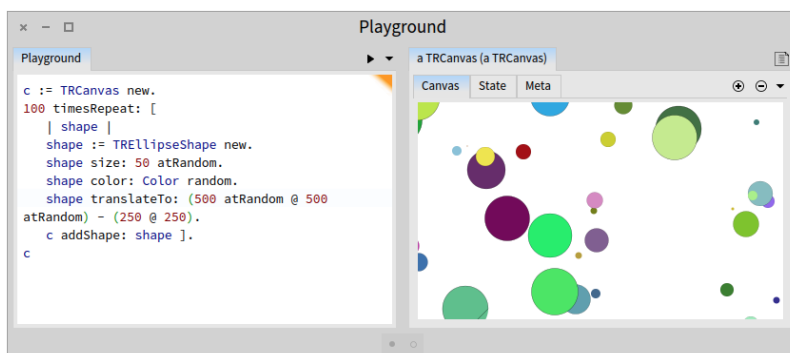 Playground
Playground
a TRCanvas (a TRCanvas)
c := TRCanvas new.
100 timesRepeat: [
| shape |
shape := TREllipseShape new.
shape size: 50 atRandom.
shape color: Color random.
shape translateTo: (500 atRandom @ 500
atRandom) - (250 @ 250).
c addShape: shape ].
c
Canvas State Meta